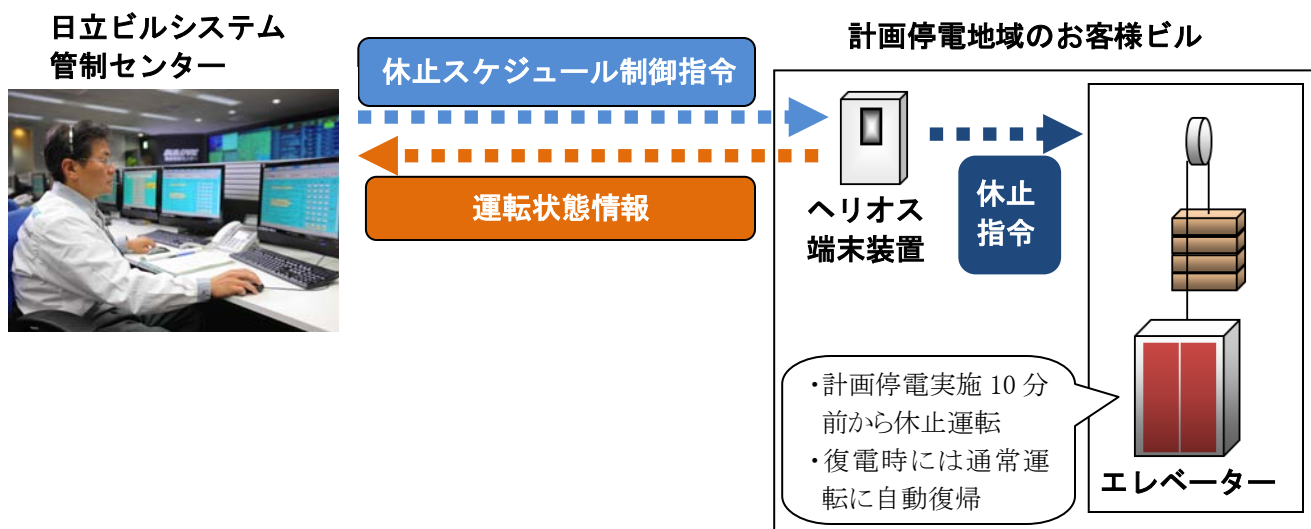 日立ビルシステム
管制センター
休止スケジュール制御指令
運転状態情報
計画停電地域のお客様ビル
ヘリオス
端末装置
休止
指令
・計画停電実施 10 分
前から休止運転
・復電時には通常運
転に自動復帰
エレベーター